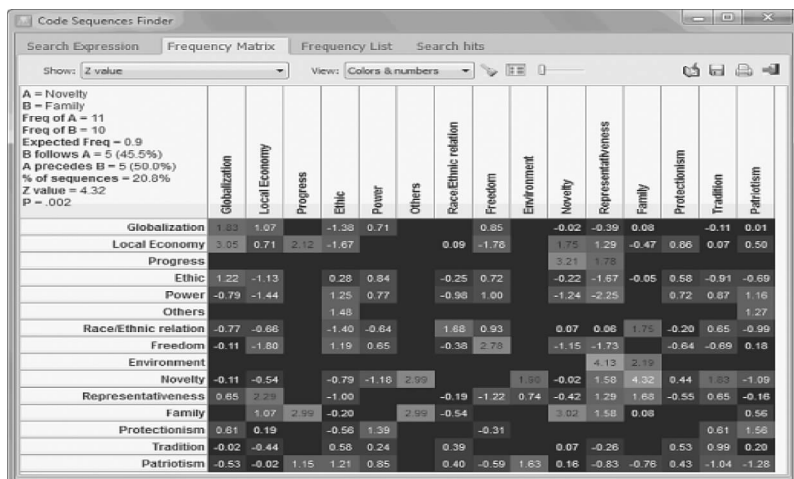 Code Sequences Finder
Search Expression Frequency Matrix Frequency List Search hits
Show: Z value View: Colors & numbers
A = Novelty
B = Family
Freq of A = 11
Freq of B = 10
Expected Freq = 0.9
B follows A = 5 (45.5%)
A precedes B = 5 (50.0%)
% of sequences = 20.8%
Z value = 4.32
P = .002
Globalization Local Economy Progress Ethic Power Others Race/Ethnic relation Freedom Environment Novelty Representativeness Family Protectionism Tradition Patriotism
Globalization 1.83 1.07 -1.38 0.71 0.85 -0.02 -0.39 0.08 -0.11 0.01
Local Economy 3.05 0.71 2.12 -1.67 0.09 -1.78 1.75 1.29 -0.47 0.86 0.07 0.50
Progress 3.21 1.78
Ethic 1.22 -1.13 0.28 0.84 -0.25 0.72 -0.22 -1.67 -0.05 0.58 -0.91 -0.69
Power -0.79 -1.44 1.25 0.77 -0.98 1.00 -1.24 -2.25 0.72 0.87 1.16
Others 1.48 1.27
Race/Ethnic relation -0.77 -0.66 -1.40 -0.64 1.68 0.93 0.07 0.06 1.75 -0.20 0.65 -0.99
Freedom -0.11 -1.80 1.19 0.65 -0.38 2.78 -1.15 -1.73 -0.64 -0.69 0.18
Environment 4.13 2.19
Novelty -0.11 -0.54 -0.79 -1.18 2.99 -0.02 1.58 4.32 0.44 1.83 -1.09
Representativeness 0.65 2.29 -1.00 -0.19 -1.22 0.74 -0.42 1.29 1.68 -0.55 0.65 -0.16
Family 1.07 2.99 -0.20 2.99 -0.54 3.02 1.58 0.08 0.56
Protectionism 0.61 0.19 -0.56 1.39 -0.31 0.61 1.56
Tradition -0.02 -0.44 0.58 0.24 0.39 0.07 -0.26 0.53 0.99 0.20
Patriotism -0.53 -0.02 1.15 1.21 0.85 0.40 -0.59 1.63 0.16 -0.83 -0.76 0.43 -1.04 -1.28